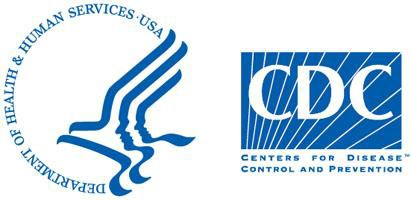 DEPARTMENT OF HEALTH & HUMAN SERVICES · USA
CDC
CENTERS FOR DISEASE™
CONTROL AND PREVENTION